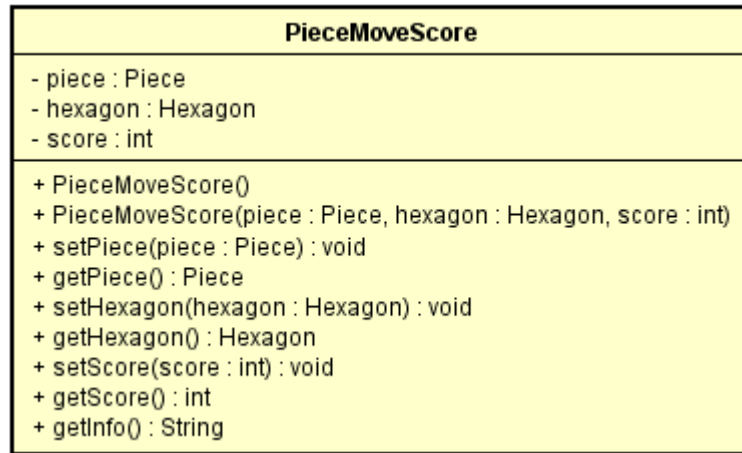 PieceMoveScore
- piece : Piece
- hexagon : Hexagon
- score : int
+ PieceMoveScore()
+ PieceMoveScore(piece : Piece, hexagon : Hexagon, score : int)
+ setPiece(piece : Piece) : void
+ getPiece() : Piece
+ setHexagon(hexagon : Hexagon) : void
+ getHexagon() : Hexagon
+ setScore(score : int) : void
+ getScore() : int
+ getInfo() : String